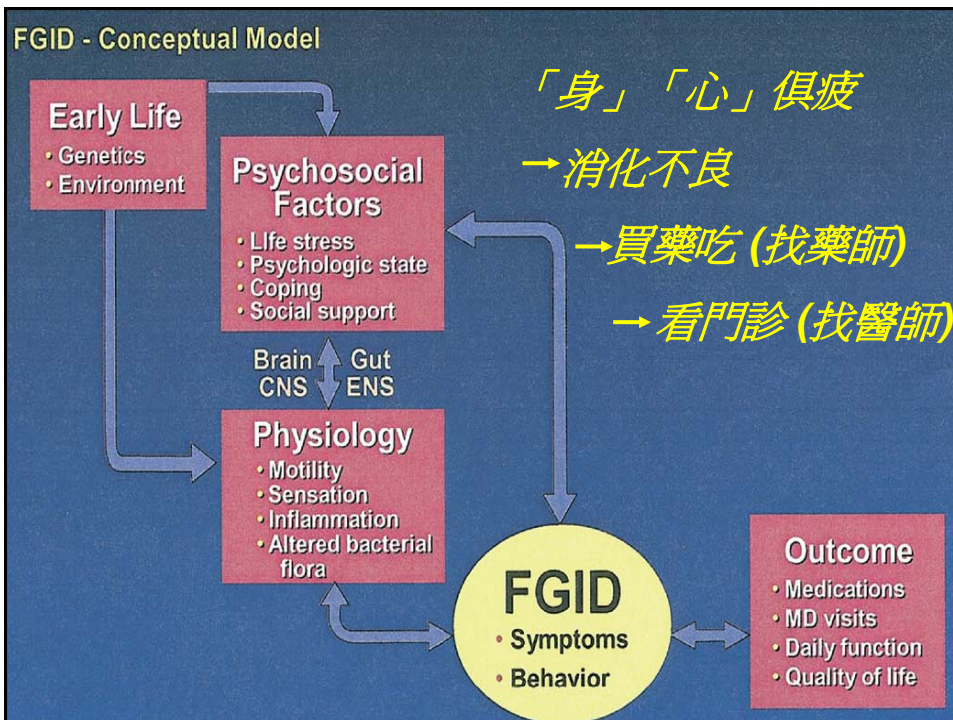 FGID - Conceptual Model
Early Life
• Genetics
• Environment
Psychosocial
Factors
• LIfe stress
• Psychologic state
• Coping
• Social support
Brain Gut
CNS ENS
Physiology
• Motility
• Sensation
• Inflammation
• Altered bacterial
flora
FGID
• Symptoms
• Behavior
Outcome
• Medications
• MD visits
• Daily function
• Quality of life
「身」「心」俱疲
→消化不良
→買藥吃 (找藥師)
→看門診 (找醫師)